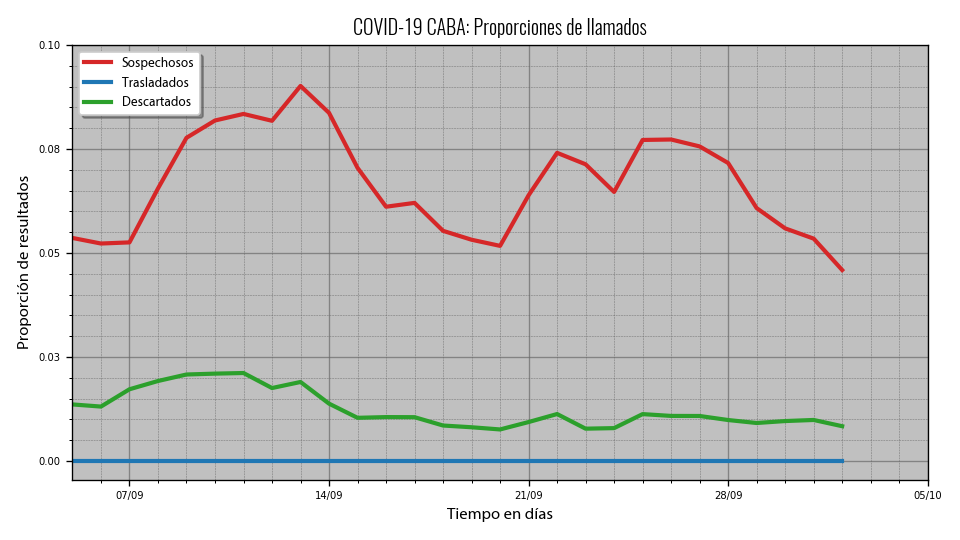 COVID-19 CABA: Proporciones de llamados
Sospechosos
Trasladados
Descartados
Proporción de resultados
0.10
0.08
0.05
0.03
0.00
07/09
14/09
21/09
28/09
05/10
Tiempo en días